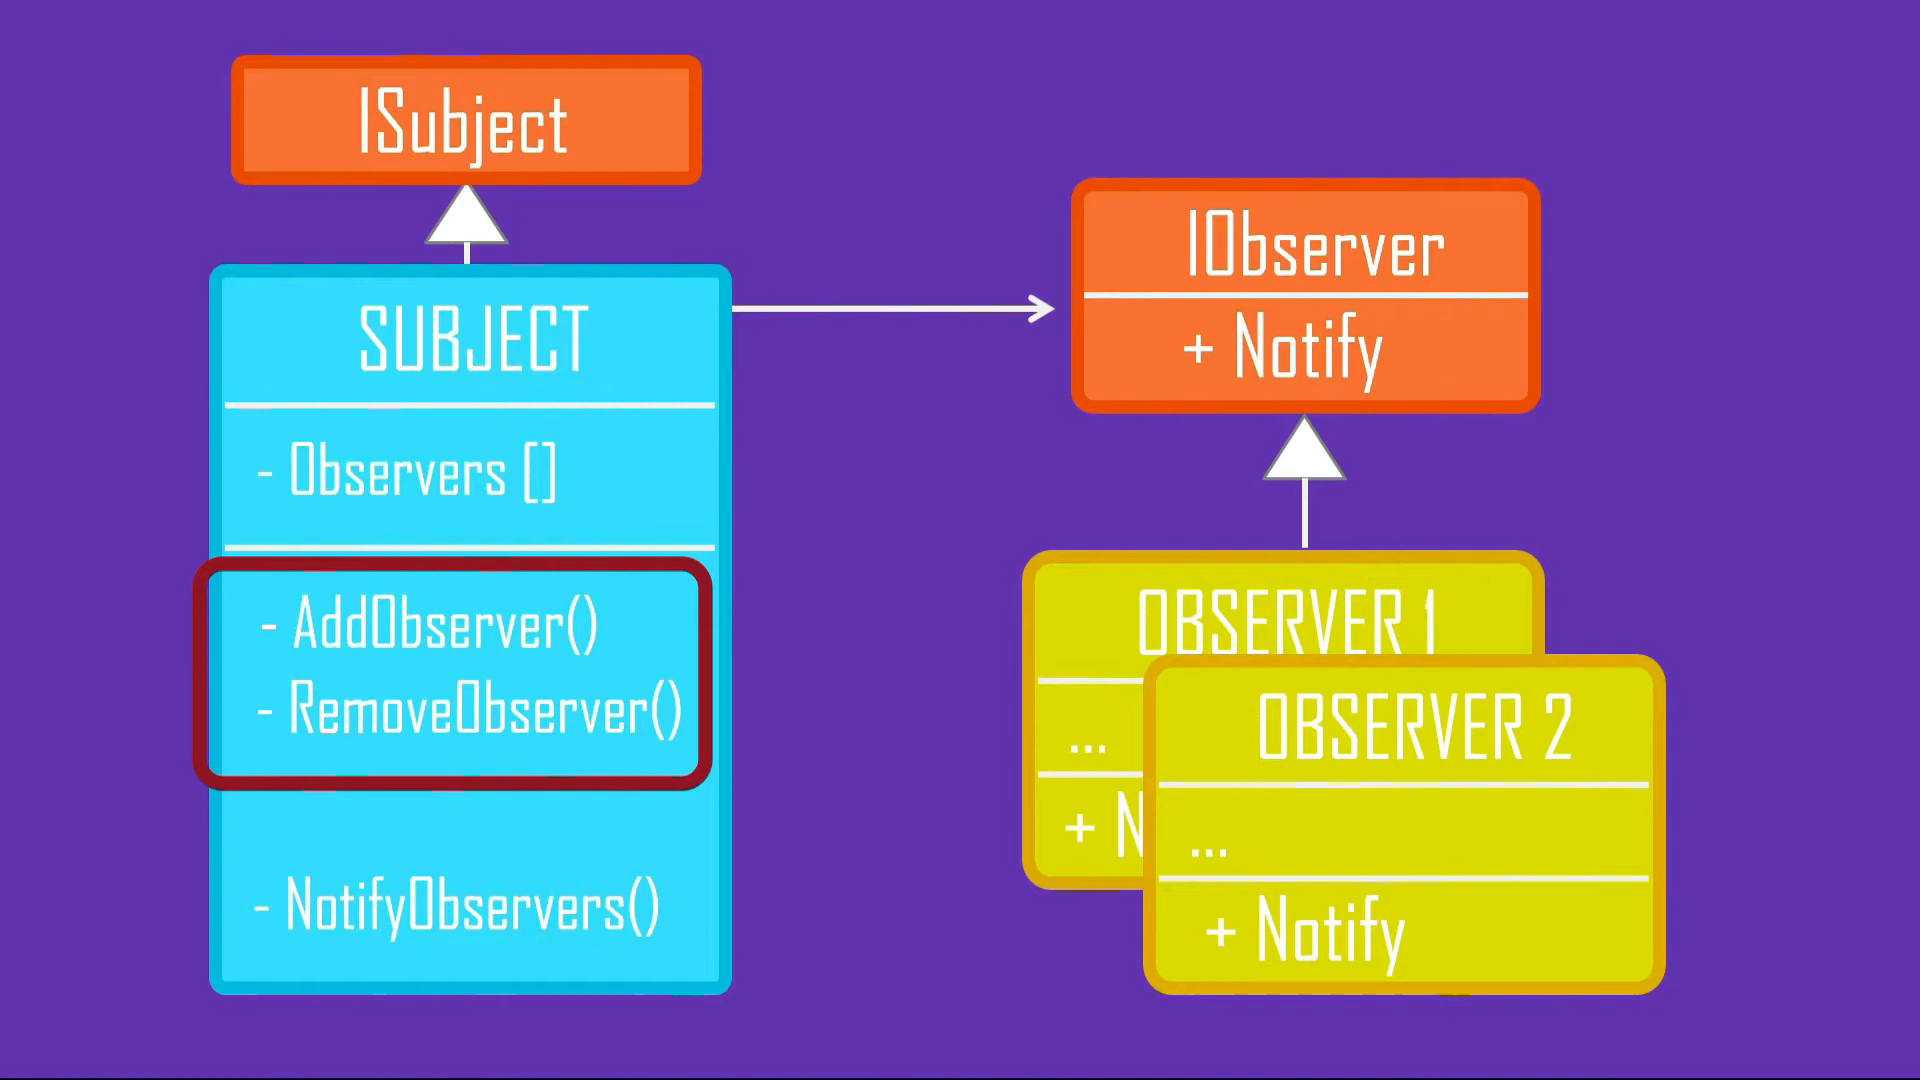 ISubject
SUBJECT
- Observers []
- AddObserver()
- RemoveObserver()
- NotifyObservers()
IObserver
+ Notify
OBSERVER 1
...
+ N
OBSERVER 2
...
+ Notify